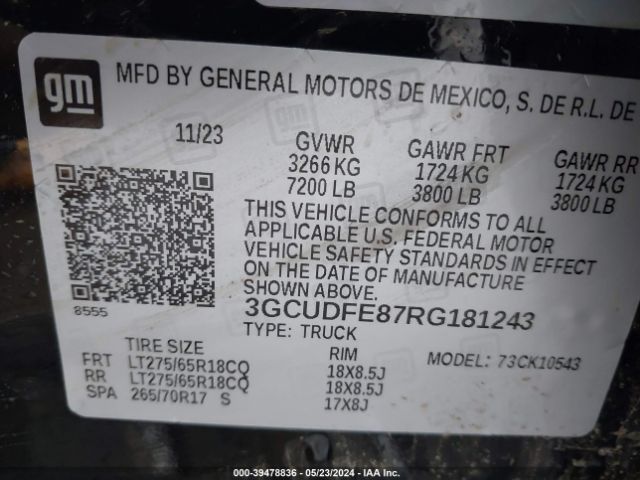 gm
MFD BY GENERAL MOTORS DE MEXICO, S. DE R.L. DE
11/23
GVWR GAWR FRT GAWR RR
3266 KG 1724 KG 1724 KG
7200 LB 3800 LB 3800 LB
THIS VEHICLE CONFORMS TO ALL
APPLICABLE U.S. FEDERAL MOTOR
VEHICLE SAFETY STANDARDS IN EFFECT
ON THE DATE OF MANUFACTURE
SHOWN ABOVE.
8555
3GCUDFE87RG181243
TYPE: TRUCK
TIRE SIZE RIM MODEL: 73CK10543
FRT LT275/65R18CQ 18X8.5J
RR LT275/65R18CQ 18X8.5J
SPA 265/70R17 S 17X8J
000-39478836 - 05/23/2024 - IAA Inc.